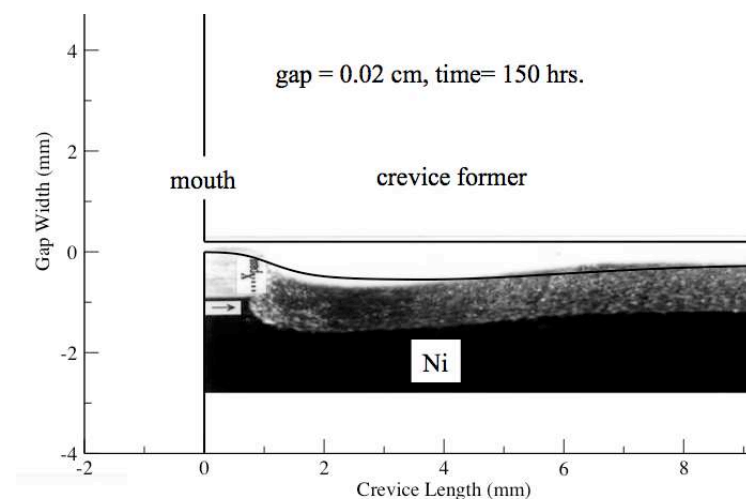 4
gap = 0.02 cm, time= 150 hrs.
2
mouth
crevice former
Gap Width (mm)
0
-2
Ni
-4
-2
0
2
4
6
8
Crevice Length (mm)